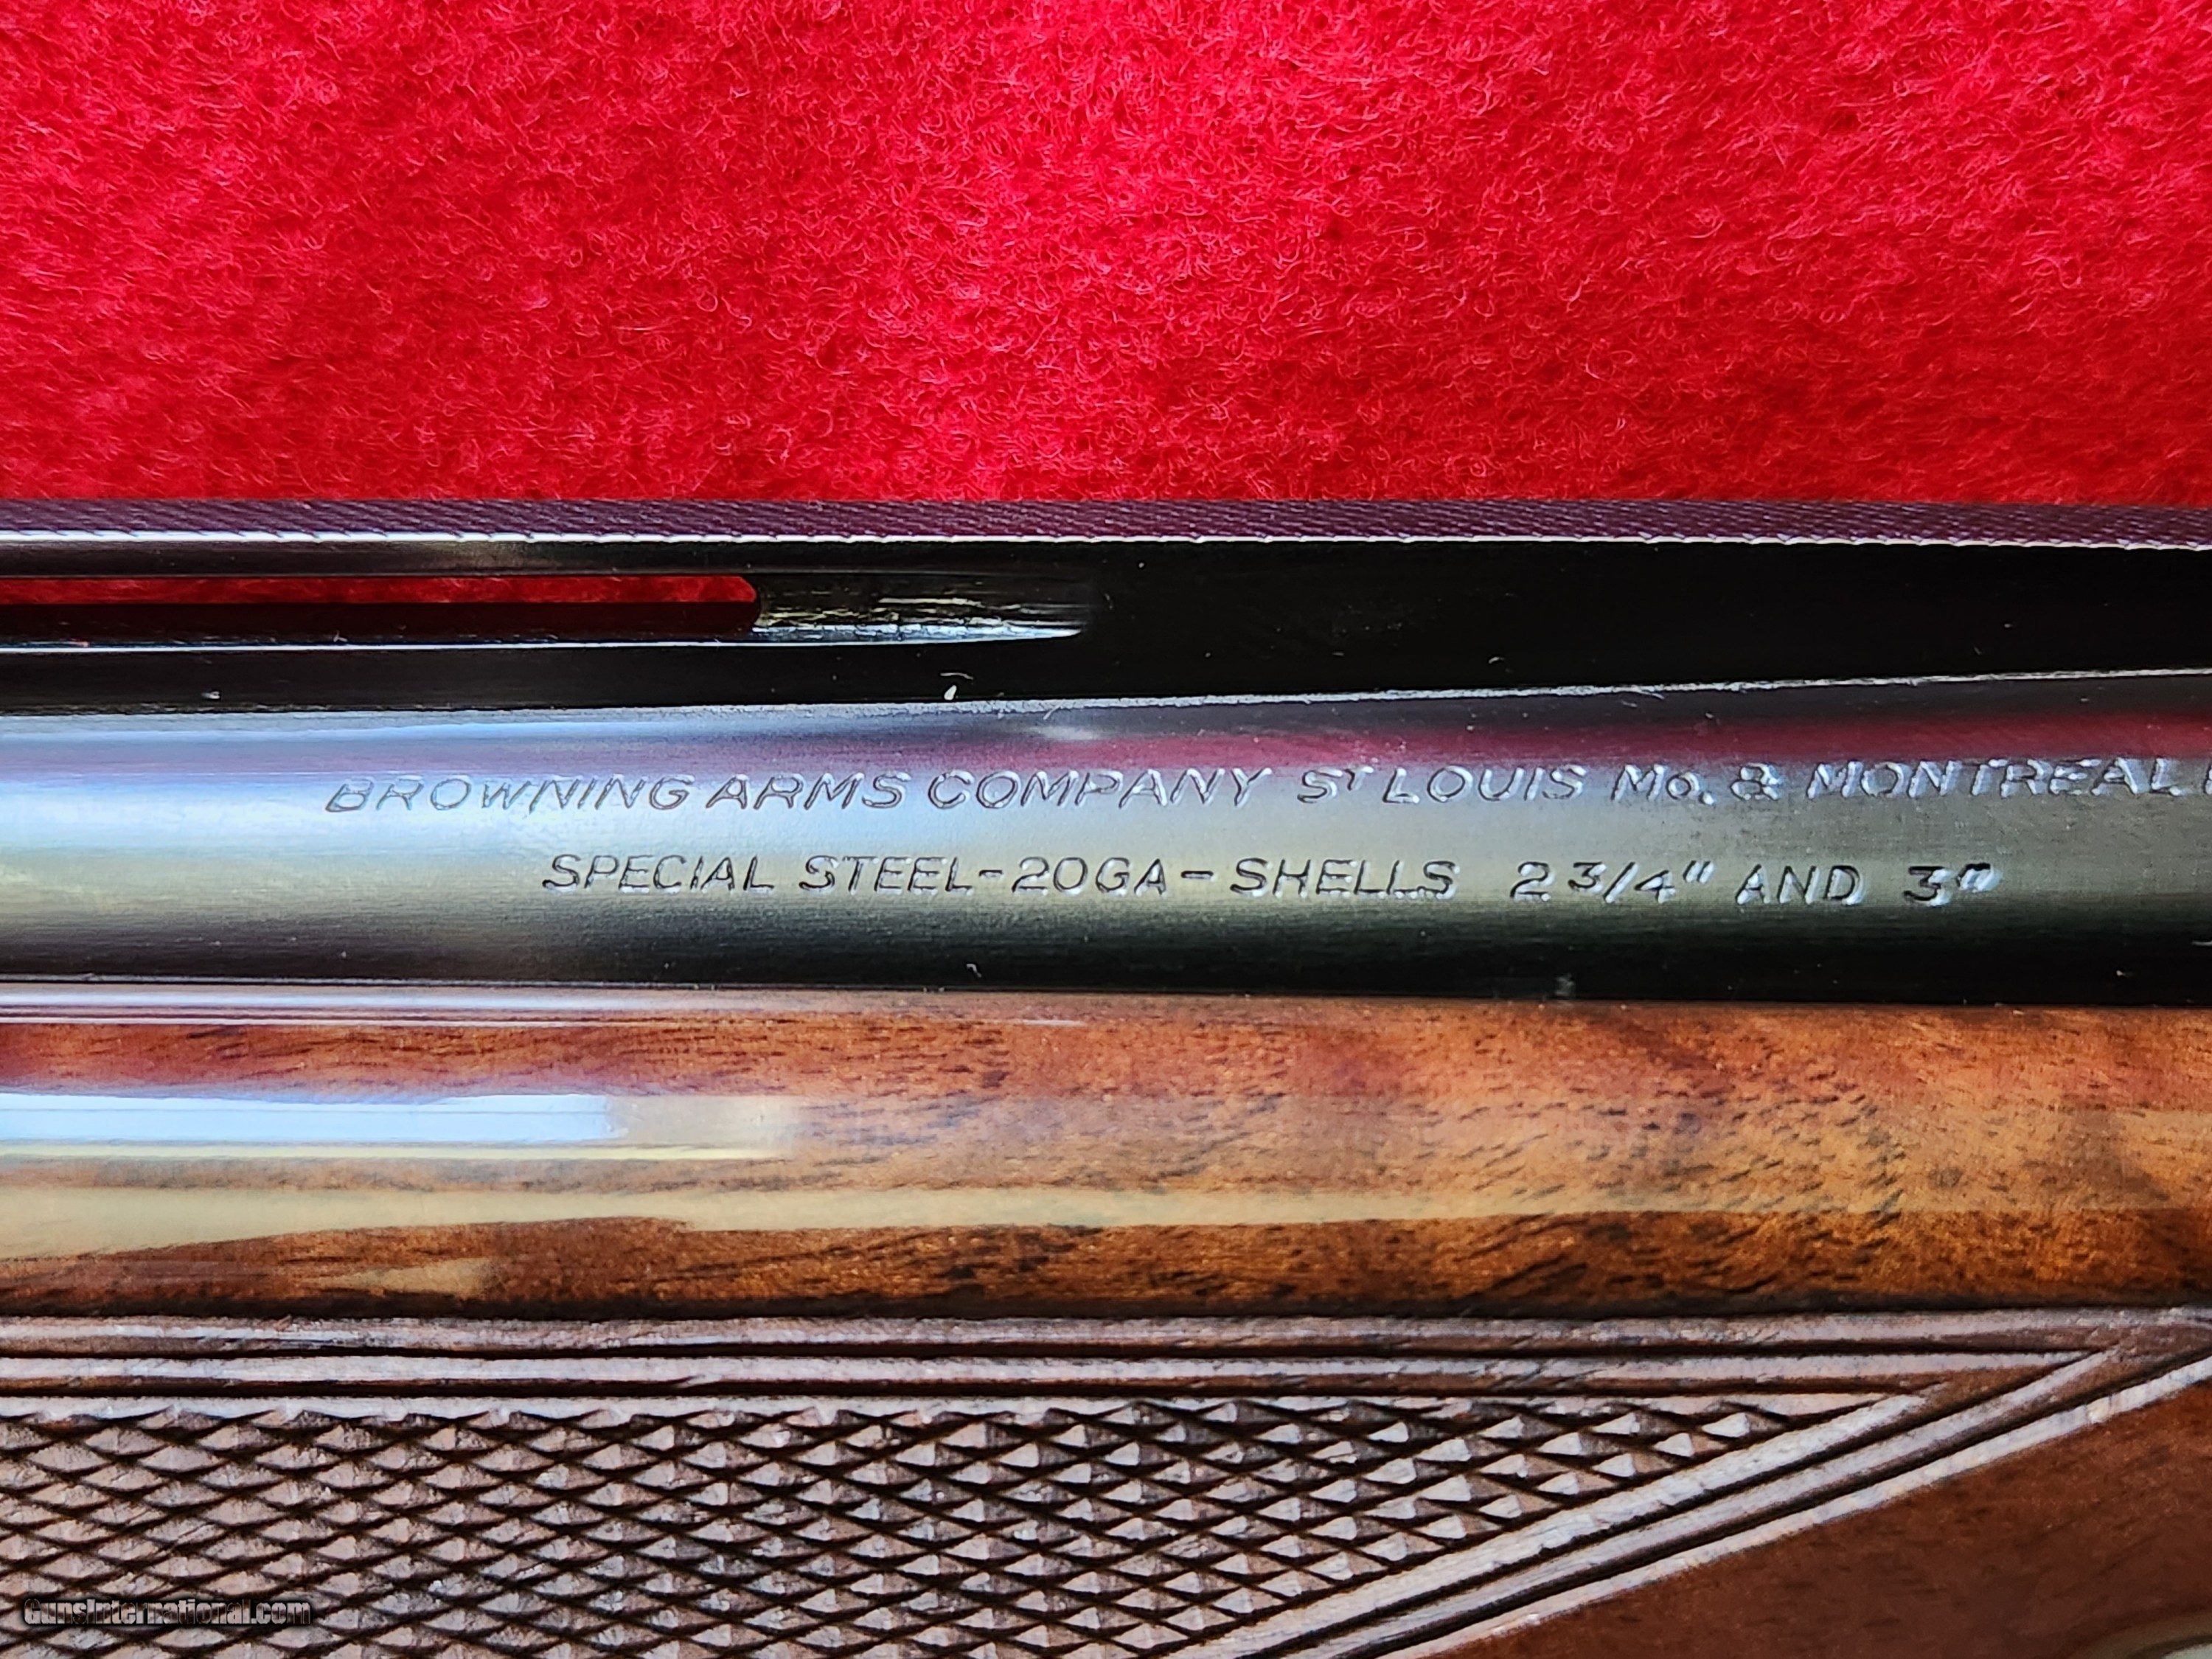 BROWNING ARMS COMPANY ST LOUIS Mo. & MONTREAL
SPECIAL STEEL-20GA-SHELLS 2 3/4" AND 3"
GunsInternational.com